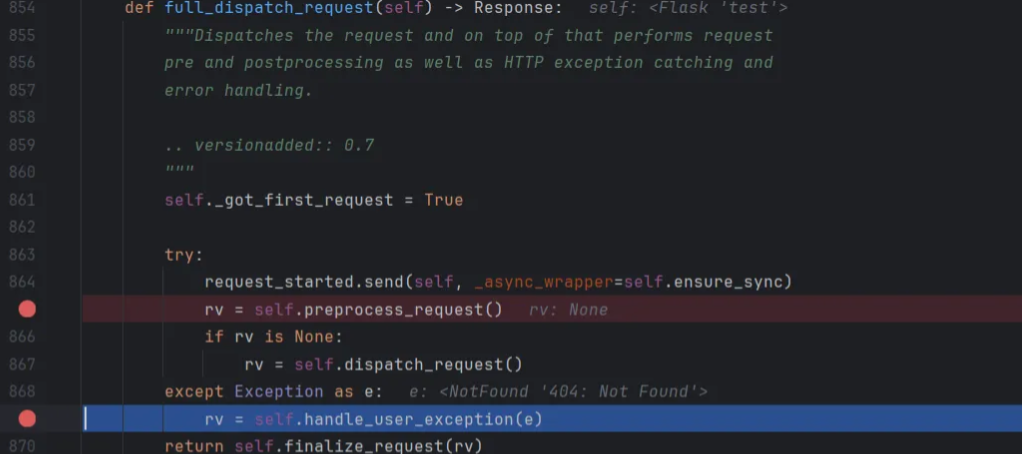 854 def full_dispatch_request(self) -> Response: self: <Flask 'test'>
855 """Dispatches the request and on top of that performs request
856 pre and postprocessing as well as HTTP exception catching and
857 error handling.
858
859 .. versionadded:: 0.7
860 """
861 self._got_first_request = True
862
863 try:
864 request_started.send(self, _async_wrapper=self.ensure_sync)
rv = self.preprocess_request() rv: None
866 if rv is None:
867 rv = self.dispatch_request()
868 except Exception as e: e: <NotFound '404: Not Found'>
rv = self.handle_user_exception(e)
870 return self.finalize_request(rv)